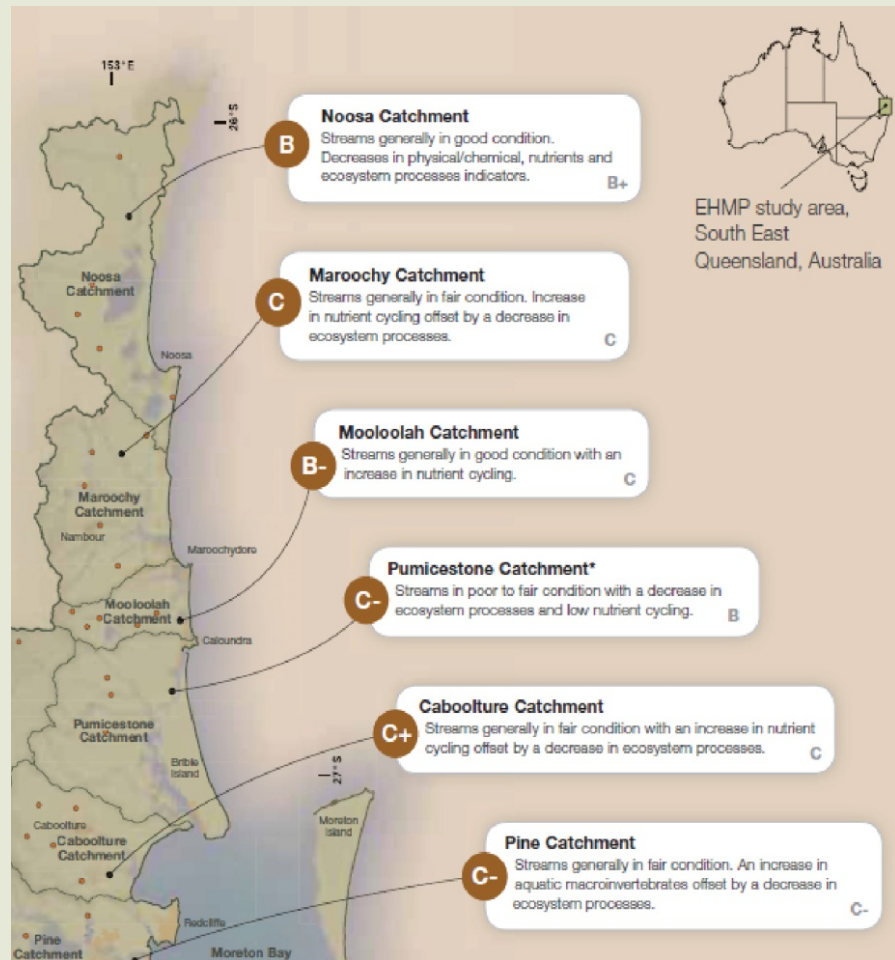 153°E
26°S
B
Noosa Catchment
Streams generally in good condition.
Decreases in physical/chemical, nutrients and
ecosystem processes indicators.
B+
EHMP study area,
South East
Queensland, Australia
Noosa
Catchment
C
Maroochy Catchment
Streams generally in fair condition. Increase
in nutrient cycling offset by a decrease in
ecosystem processes.
C
Noosa
B-
Mooloolah Catchment
Streams generally in good condition with an
increase in nutrient cycling.
C
Maroochy
Catchment
Nambour
Maroochydore
C-
Pumicestone Catchment*
Streams in poor to fair condition with a decrease in
ecosystem processes and low nutrient cycling.
B
Mooloolah
Catchment
Caloundra
C+
Caboolture Catchment
Streams generally in fair condition with an increase in nutrient
cycling offset by a decrease in ecosystem processes.
C
Pumicestone
Catchment
Bribie
Island
27°S
Moreton
Island
Caboolture
Caboolture
Catchment
C-
Pine Catchment
Streams generally in fair condition. An increase in
aquatic macroinvertebrates offset by a decrease in
ecosystem processes.
C-
Redcliffe
Pine
Catchment
Moreton Bay